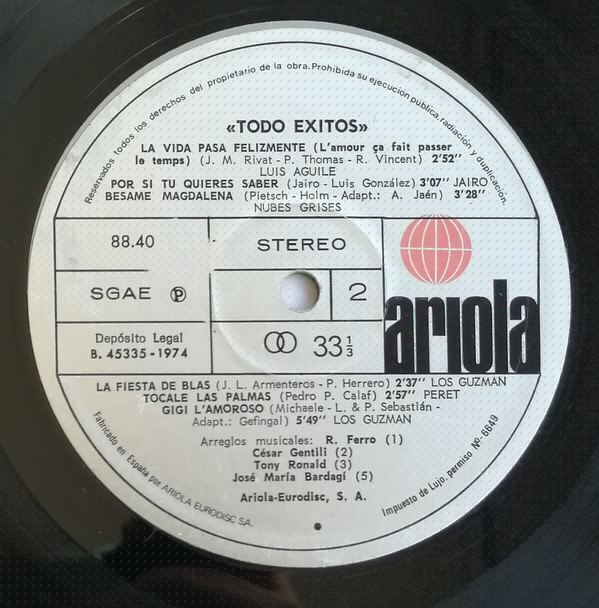 Reservados todos los derechos del propietario de la obra. Prohibida su ejecucion publica, radiación y duplicación.
«TODO EXITOS»
LA VIDA PASA FELIZMENTE (L'amour ça fait passer
le temps) (J. M. Rivat - P. Thomas - R. Vincent) 2'52''
LUIS AGUILE
POR SI TU QUIERES SABER (Jairo - Luis González) 3'07'' JAIRO
BESAME MAGDALENA (Pietsch - Holm - Adapt.: A. Jaén) 3'28''
NUBES GRISES
88.40
STEREO
SGAE Ⓟ
2
ariola
Depósito Legal
B. 45335-1974
33 1/3
LA FIESTA DE BLAS (J. L. Armenteros - P. Herrero) 2'37'' LOS GUZMAN
TOCALE LAS PALMAS (Pedro P. Calaf) 2'57'' PERET
GIGI L'AMOROSO (Michaele - L. & P. Sebastián -
Adapt.: Gefingal) 5'49'' LOS GUZMAN
Arreglos musicales: R. Ferro (1)
César Gentili (2)
Tony Ronald (3)
José María Bardagí (5)
Ariola-Eurodisc, S. A.
Fabricado en España por ARIOLA EURODISC S.A.
Impuesto de Lujo, permiso Nº-6649